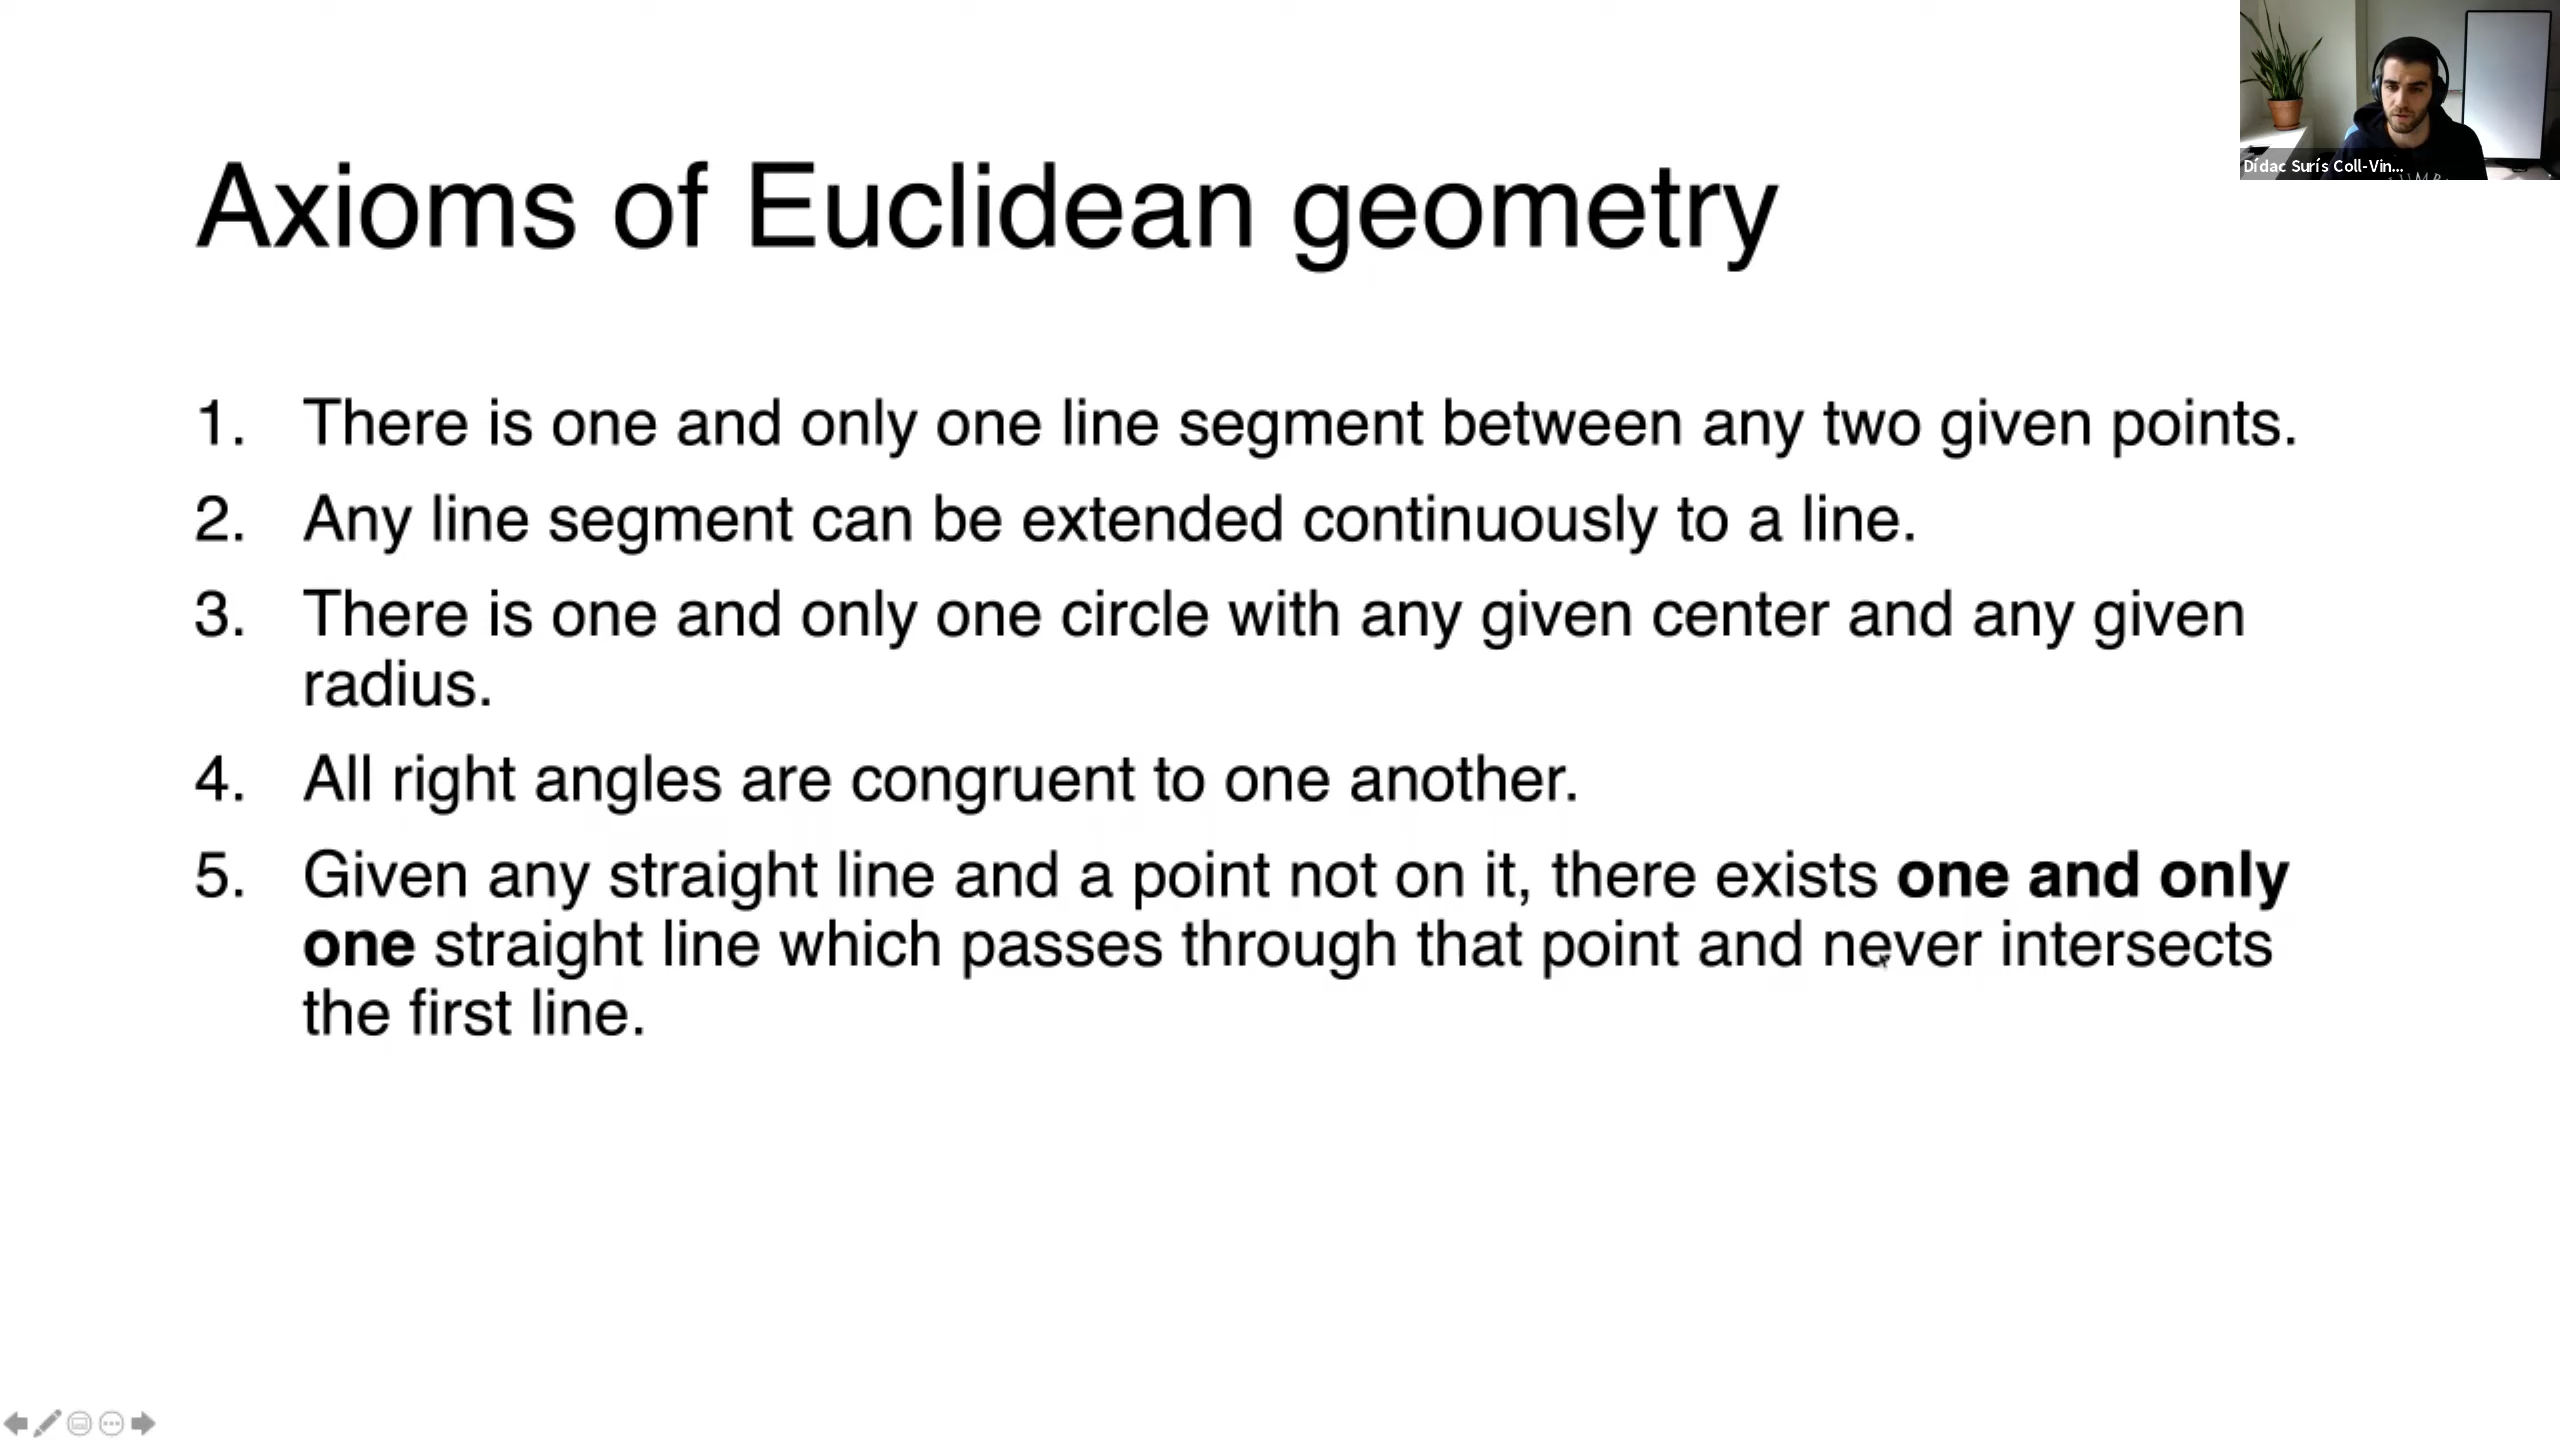 Dídac Surís Coll-Vin...
Axioms of Euclidean geometry
1. There is one and only one line segment between any two given points.
2. Any line segment can be extended continuously to a line.
3. There is one and only one circle with any given center and any given
radius.
4. All right angles are congruent to one another.
5. Given any straight line and a point not on it, there exists one and only
one straight line which passes through that point and never intersects
the first line.